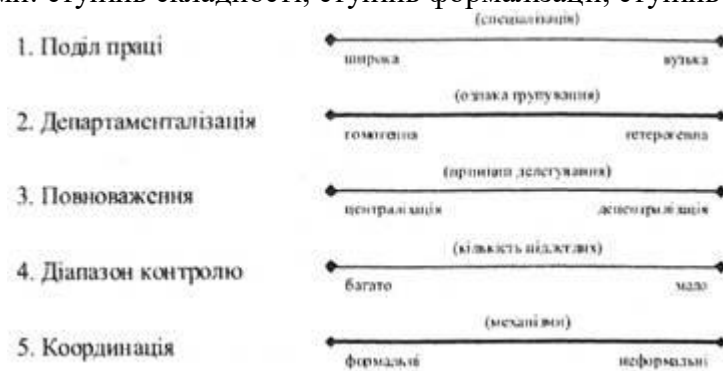 ступінь складності, ступінь формалізації, ступінь
(спеціалізація)
1. Поділ праці
широка вузька
(ознака групування)
2. Департаменталізація
гомогенна гетерогенна
(принцип делегування)
3. Повноваження
централізація децентралізація
(кількість підлеглих)
4. Діапазон контролю
багато мало
(механізми)
5. Координація
формальні неформальні